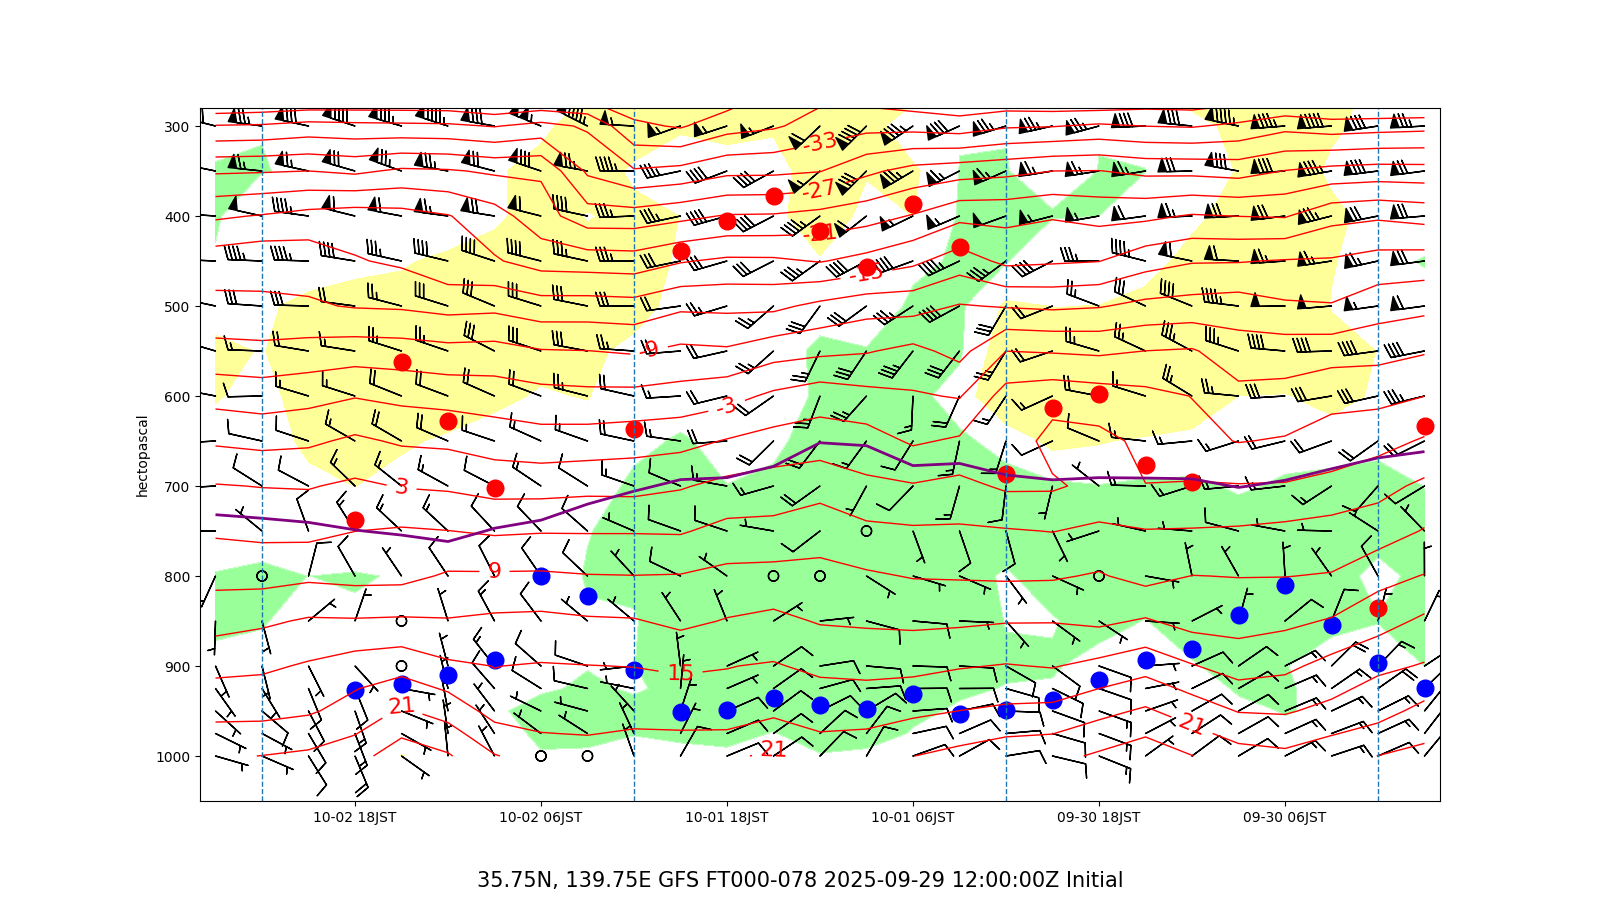 300
400
500
600
700
800
900
1000
hectopascal
-33
-27
-21
-15
9
-3
3
9
15
21
21
21
10-02 18JST
10-02 06JST
10-01 18JST
10-01 06JST
09-30 18JST
09-30 06JST
35.75N, 139.75E GFS FT000-078 2025-09-29 12:00:00Z Initial